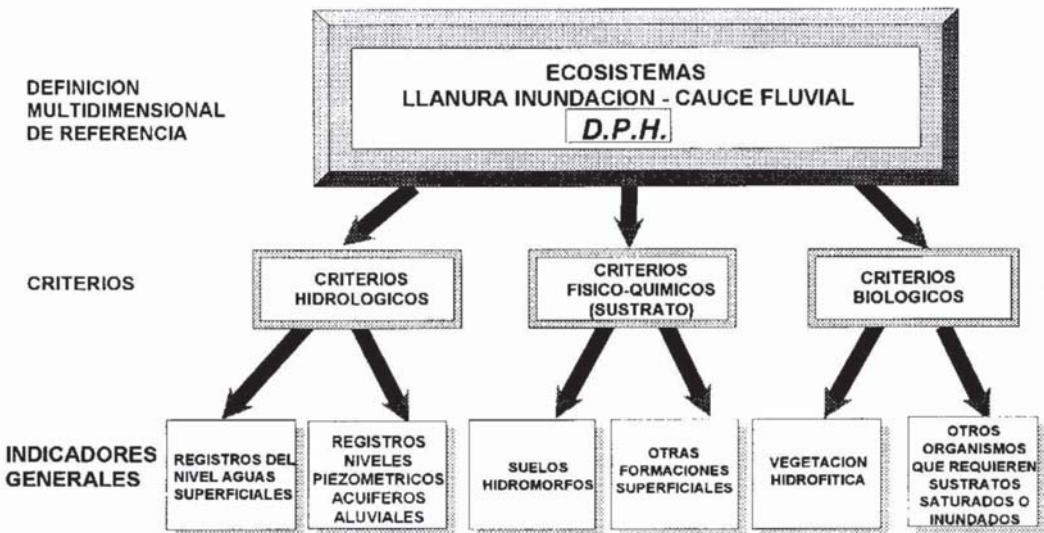 DEFINICION
MULTIDIMENSIONAL
DE REFERENCIA
ECOSISTEMAS
LLANURA INUNDACION - CAUCE FLUVIAL
D.P.H.
CRITERIOS
CRITERIOS
HIDROLOGICOS
CRITERIOS
FISICO-QUIMICOS
(SUSTRATO)
CRITERIOS
BIOLOGICOS
INDICADORES
GENERALES
REGISTROS DEL
NIVEL AGUAS
SUPERFICIALES
REGISTROS
NIVELES
PIEZOMETRICOS
ACUIFEROS
ALUVIALES
SUELOS
HIDROMORFOS
OTRAS
FORMACIONES
SUPERFICIALES
VEGETACION
HIDROFITICA
OTROS
ORGANISMOS
QUE REQUIEREN
SUSTRATOS
SATURADOS O
INUNDADOS